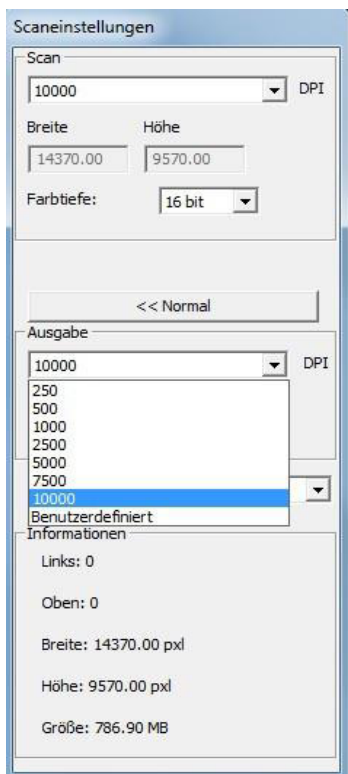 Scaneinstellungen
Scan
10000 DPI
Breite Höhe
14370.00 9570.00
Farbtiefe: 16 bit
<< Normal
Ausgabe
10000 DPI
250
500
1000
2500
5000
7500
10000
Benutzerdefiniert
Informationen
Links: 0
Oben: 0
Breite: 14370.00 pxl
Höhe: 9570.00 pxl
Größe: 786.90 MB